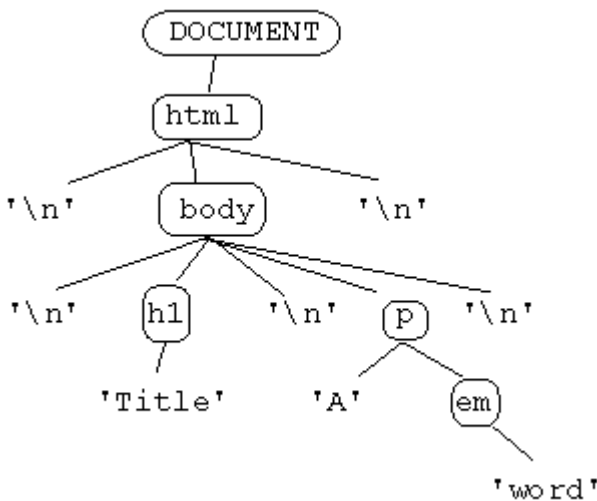 DOCUMENT
html
'\n' body '\n'
'\n' h1 '\n' p '\n'
'Title' 'A' em
'word'